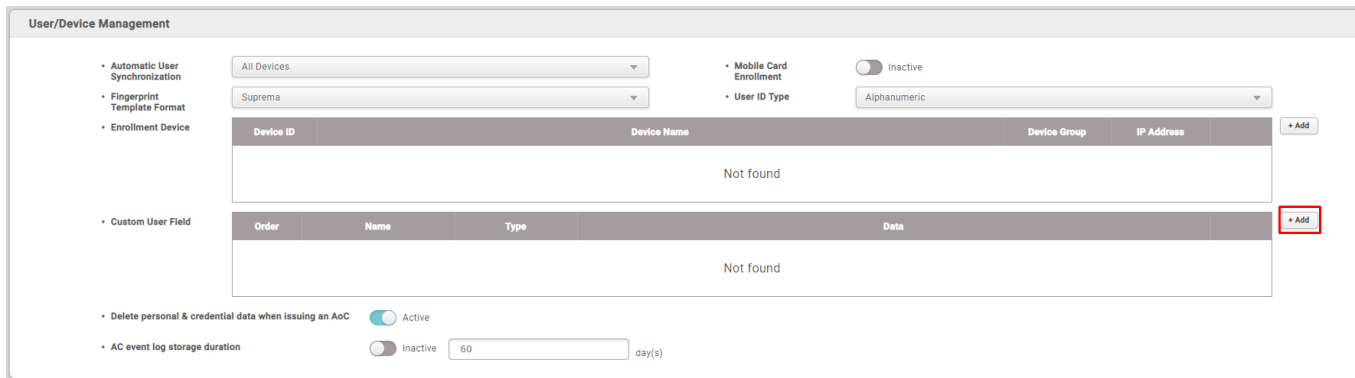 User/Device Management
• Automatic User Synchronization
All Devices
• Mobile Card Enrollment
Inactive
• Fingerprint Template Format
Suprema
• User ID Type
Alphanumeric
• Enrollment Device
Device ID Device Name Device Group IP Address
+ Add
Not found
• Custom User Field
Order Name Type Data
+ Add
Not found
• Delete personal & credential data when issuing an AoC
Active
• AC event log storage duration
Inactive 60 day(s)